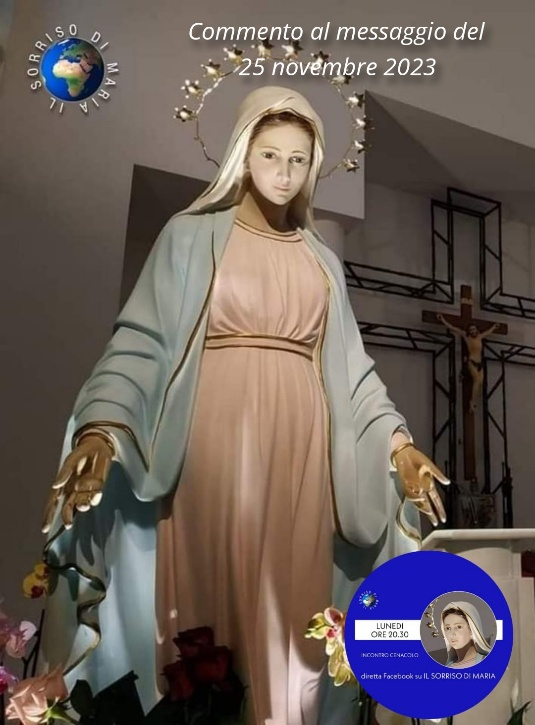 Commento al messaggio del
25 novembre 2023
IL SORRISO DI MARIA
LUNEDI
ORE 20.30
INCONTRO CENACOLO
diretta Facebook su IL SORRISO DI MARIA